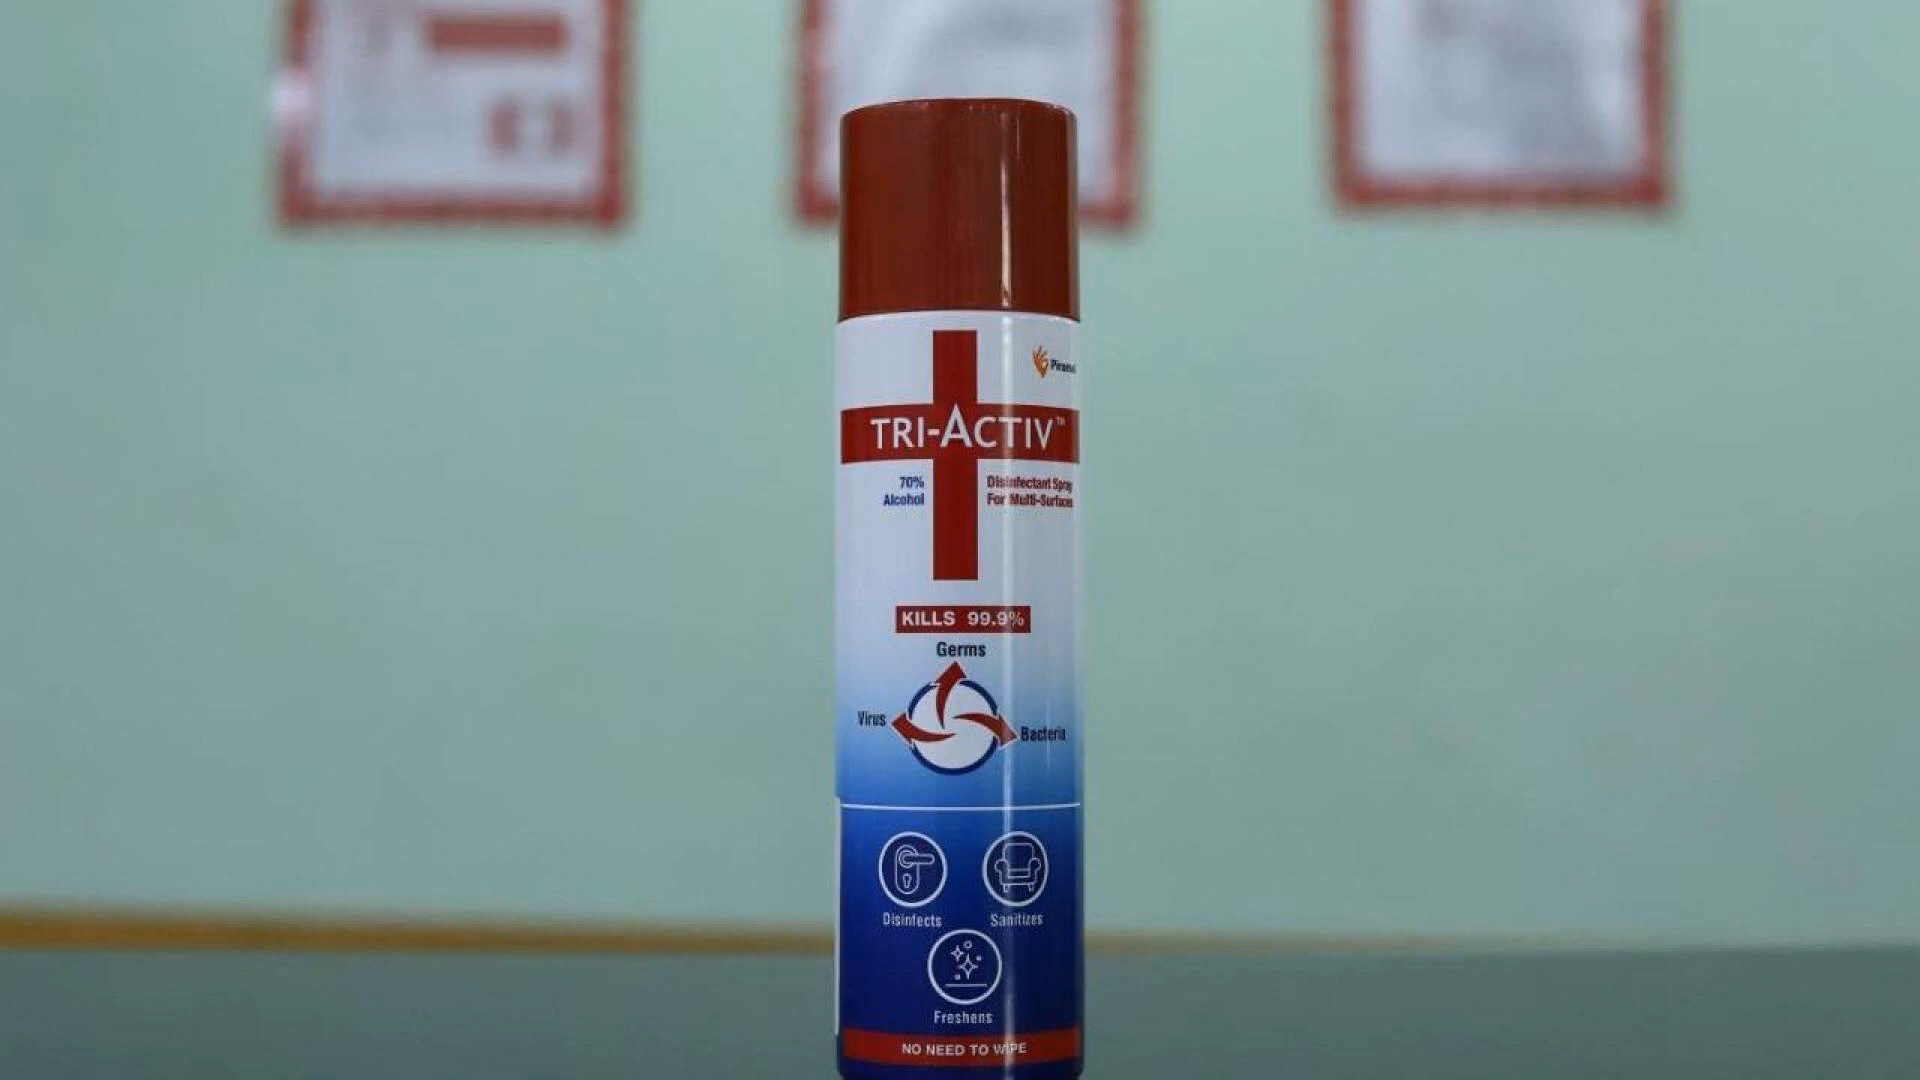 Piramal
TRI-ACTIV™
70%
Alcohol
Disinfectant Spray
For Multi-Surfaces
KILLS 99.9%
Germs
Virus
Bacteria
Disinfects
Sanitizes
Freshens
NO NEED TO WIPE